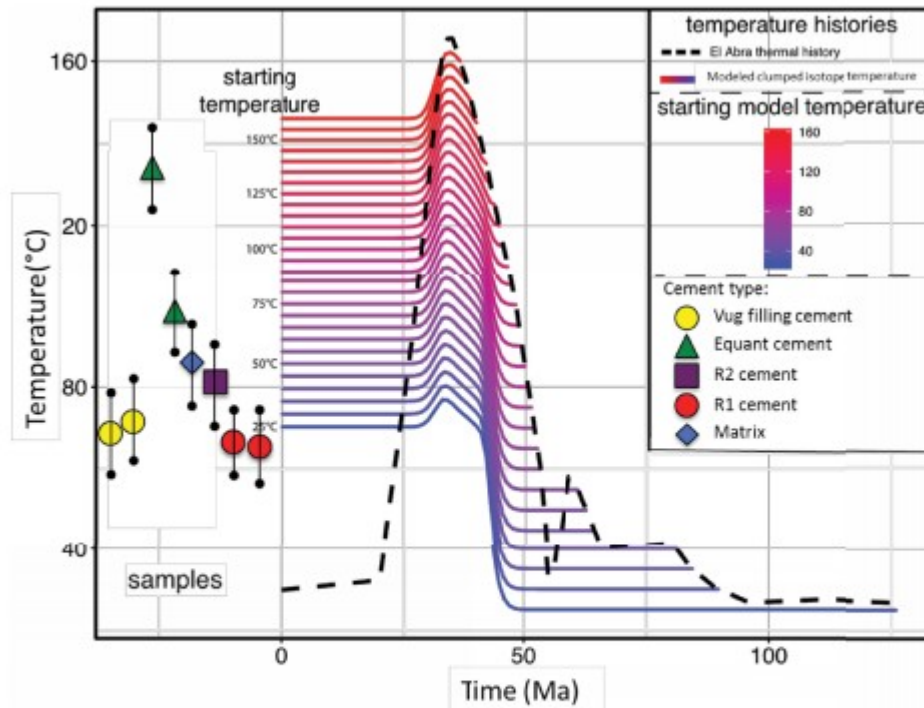 temperature histories
El Abra thermal history
Modeled clumped isotope temperature
starting model temperature
160
120
80
40
Cement type:
Vug filling cement
Equant cement
R2 cement
R1 cement
Matrix
starting
temperature
150°C
125°C
100°C
75°C
50°C
25°C
samples
Temperature(°C)
160
20
80
40
0
50
100
Time (Ma)